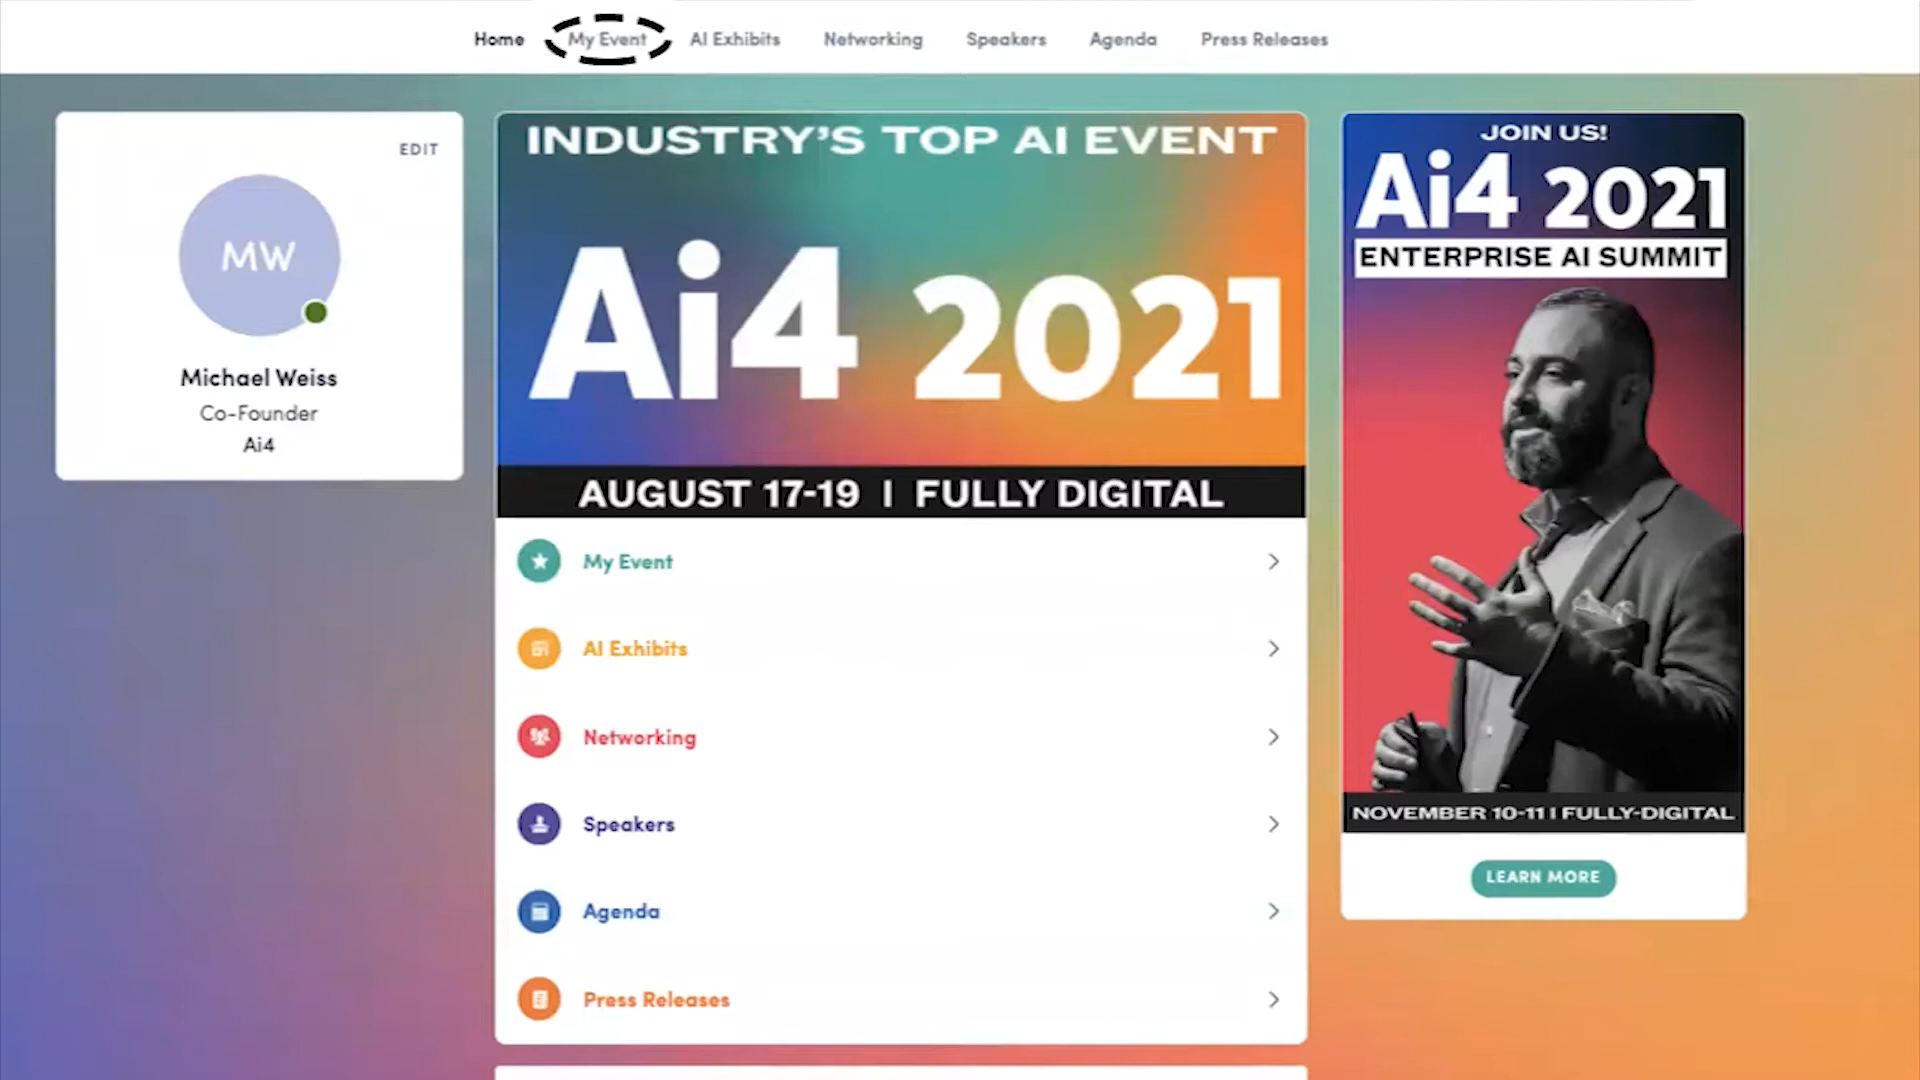 Home My Event AI Exhibits Networking Speakers Agenda Press Releases
EDIT
MW
Michael Weiss
Co-Founder
Ai4
INDUSTRY'S TOP AI EVENT
Ai4 2021
AUGUST 17-19 | FULLY DIGITAL
My Event
AI Exhibits
Networking
Speakers
Agenda
Press Releases
JOIN US!
Ai4 2021
ENTERPRISE AI SUMMIT
NOVEMBER 10-11 | FULLY-DIGITAL
LEARN MORE